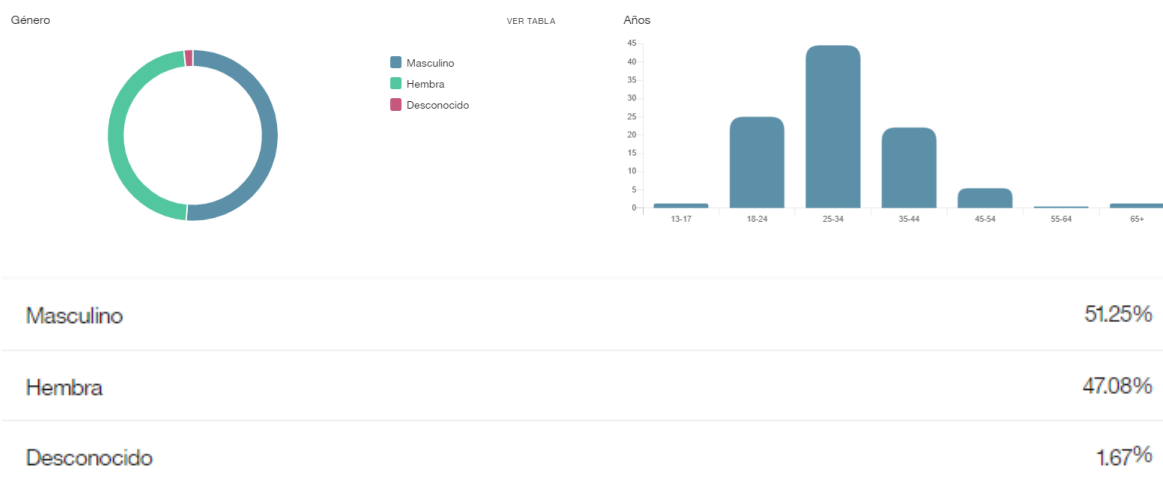 Género
VER TABLA
Masculino
Hembra
Desconocido
Años
45
40
35
30
25
20
15
10
5
0
13-17 18-24 25-34 35-44 45-54 55-64 65+
Masculino 51.25%
Hembra 47.08%
Desconocido 1.67%